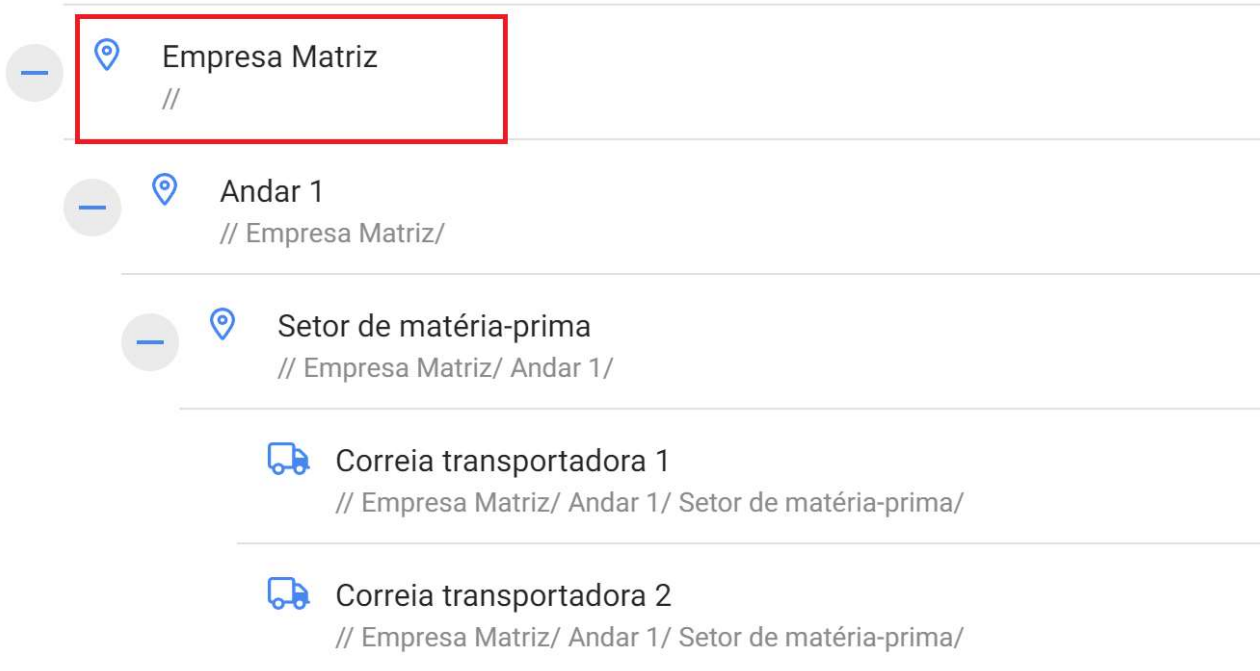 Empresa Matriz
//
Andar 1
// Empresa Matriz/
Setor de matéria-prima
// Empresa Matriz/ Andar 1/
Correia transportadora 1
// Empresa Matriz/ Andar 1/ Setor de matéria-prima/
Correia transportadora 2
// Empresa Matriz/ Andar 1/ Setor de matéria-prima/